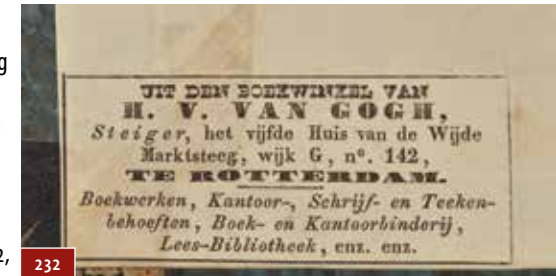 g
UIT DEN BOEKWINKEL VAN
H. V. VAN GOGH,
Steiger, het vijfde Huis van de Wijde
Marktsteeg, wijk G, nº. 142,
TE ROTTERDAM.
Boekwerken, Kantoor-, Schrijf- en Teeken-
behoeften, Boek- en Kantoorbinderij,
Lees-Bibliotheek, enz. enz.
2,
232